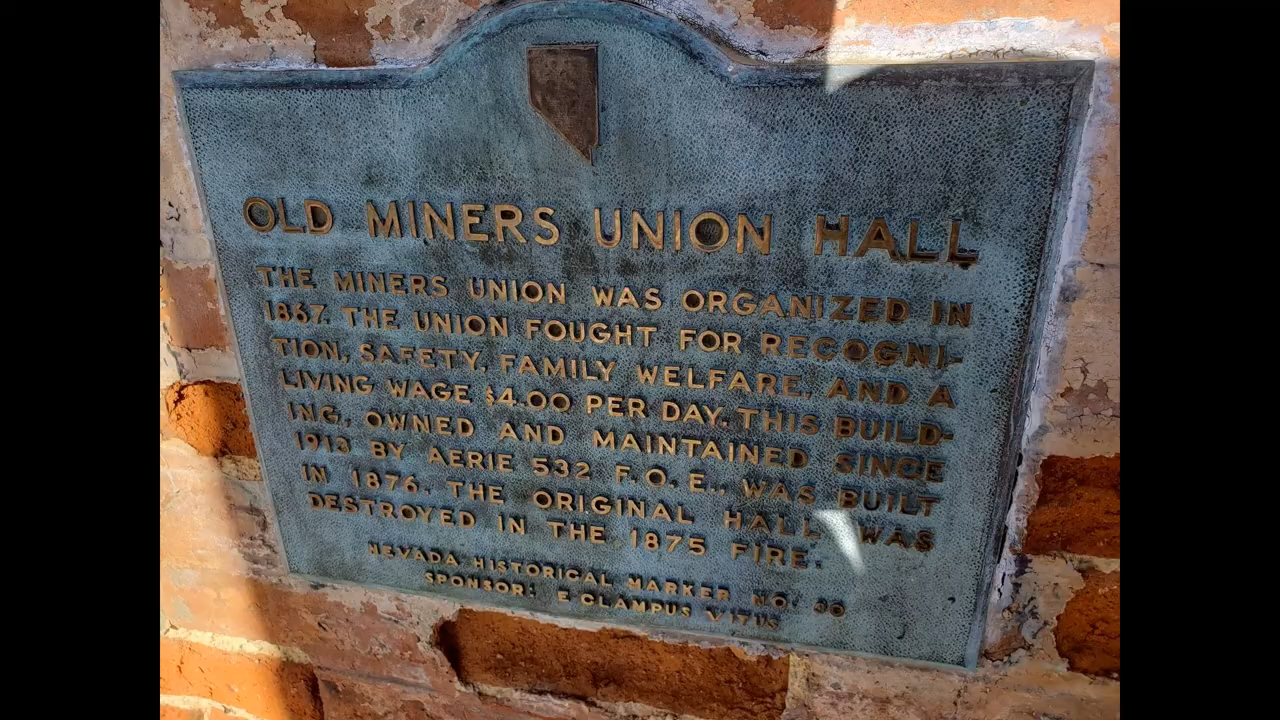 OLD MINERS UNION HALL
THE MINERS UNION WAS ORGANIZED IN
1867. THE UNION FOUGHT FOR RECOGNI-
TION, SAFETY, FAMILY WELFARE, AND A
LIVING WAGE $4.00 PER DAY. THIS BUILD-
ING, OWNED AND MAINTAINED SINCE
1913 BY AERIE 532 F.O.E., WAS BUILT
IN 1876. THE ORIGINAL HALL WAS
DESTROYED IN THE 1875 FIRE.
NEVADA HISTORICAL MARKER NO.
SPONSOR: E CLAMPUS VITUS